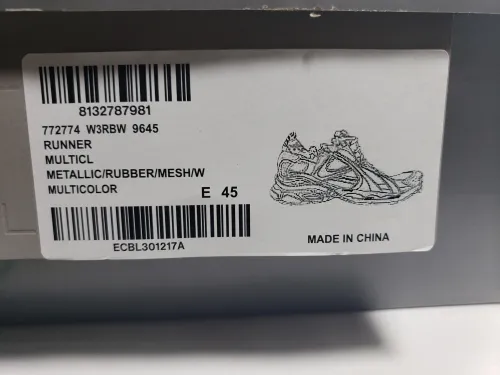 8132787981
772774 W3RBW 9645
RUNNER
MULTICL
METALLIC/RUBBER/MESH/W
MULTICOLOR E 45
ECBL301217A
MADE IN CHINA